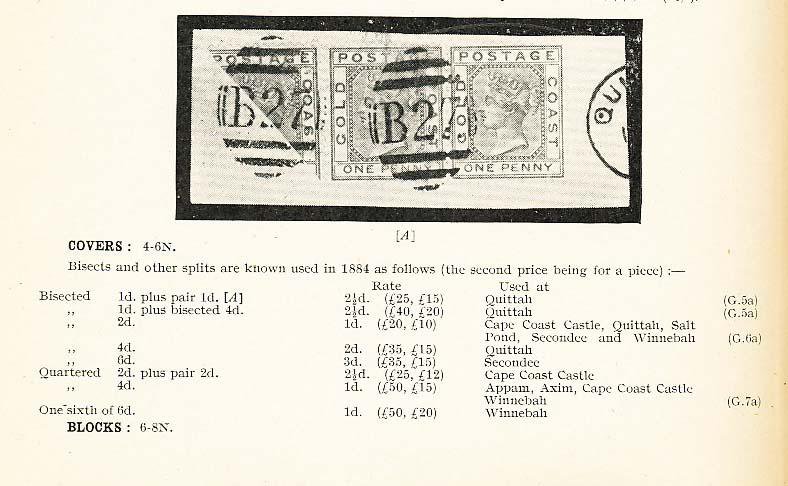 POSTAGE POSTAGE POSTAGE
B27 B27 QU
COAST GOLD COAST GOLD COAST
ONE PENNY ONE PENNY
[A]
COVERS : 4-6N.
Bisects and other splits are known used in 1884 as follows (the second price being for a piece) :—
Rate Used at
Bisected 1d. plus pair 1d. [A] 2½d. (£25, £15) Quittah (G.5a)
,, 1d. plus bisected 4d. 2½d. (£40, £20) Quittah (G.5a)
,, 2d. 1d. (£20, £10) Cape Coast Castle, Quittah, Salt
Pond, Secondee and Winnebah (G.6a)
,, 4d. 2d. (£35, £15) Quittah
,, 6d. 3d. (£35, £15) Secondee
Quartered 2d. plus pair 2d. 2½d. (£25, £12) Cape Coast Castle
,, 4d. 1d. (£50, £15) Appam, Axim, Cape Coast Castle
Winnebah (G.7a)
One-sixth of 6d. 1d. (£50, £20) Winnebah
BLOCKS : 6-8N.